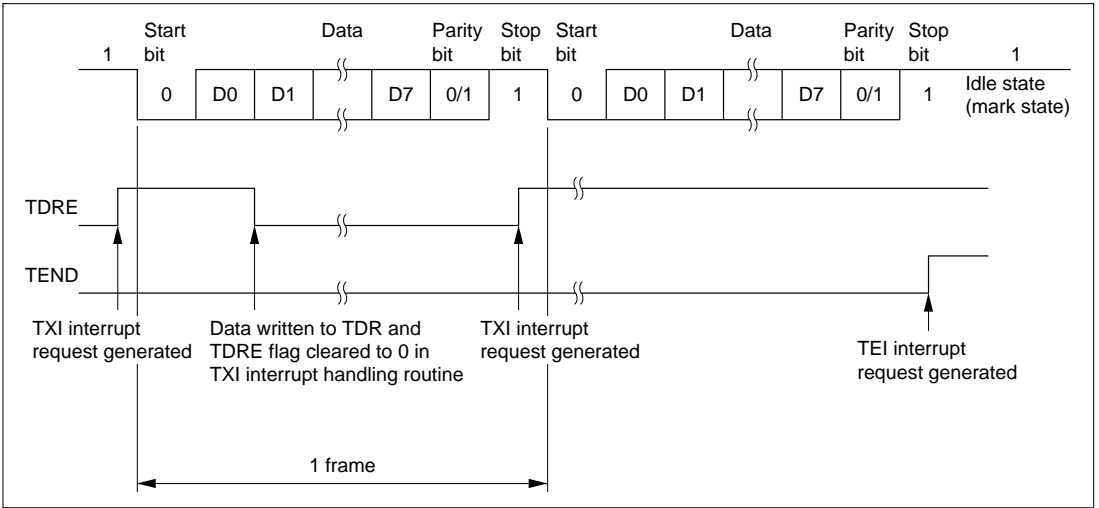 Start bit
Data
Parity bit
Stop bit
Start bit
Data
Parity bit
Stop bit
1
1
0
D0
D1
D7
0/1
1
0
D0
D1
D7
0/1
1
Idle state
(mark state)
TDRE
TEND
TXI interrupt
request generated
Data written to TDR and
TDRE flag cleared to 0 in
TXI interrupt handling routine
TXI interrupt
request generated
TEI interrupt
request generated
1 frame